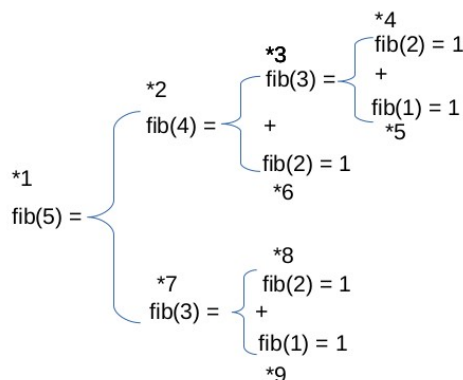 *4
fib(2) = 1
*3
fib(3) =
+
fib(1) = 1
*5
*2
fib(4) =
+
fib(2) = 1
*6
*1
fib(5) =
*8
fib(2) = 1
*7
fib(3) =
+
fib(1) = 1
*9